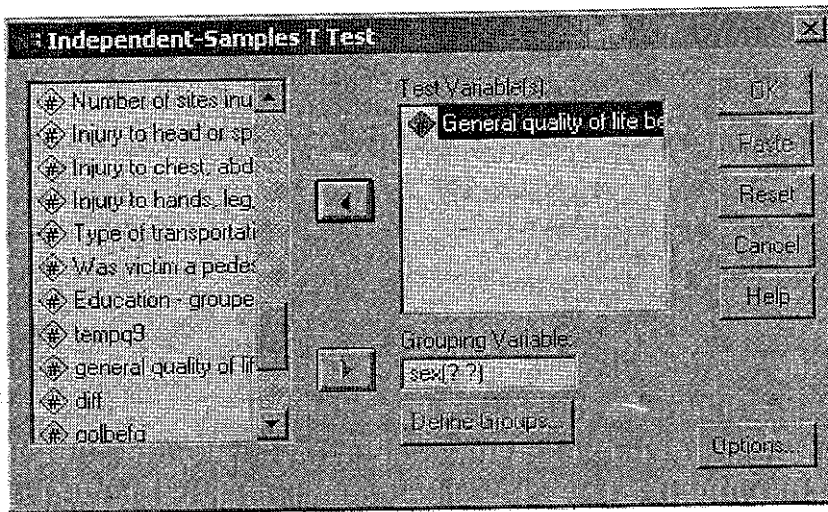 Independent-Samples T Test
Number of sites inu
Injury to head or sp
Injury to chest, abd
Injury to hands, leg,
Type of transportati
Was victim a pedes
Education - groupe
tempq9
general quality of lif
diff
qolbefg
Test Variable(s):
General quality of life be
Grouping Variable:
sex(? ?)
Define Groups...
OK
Paste
Reset
Cancel
Help
Options...